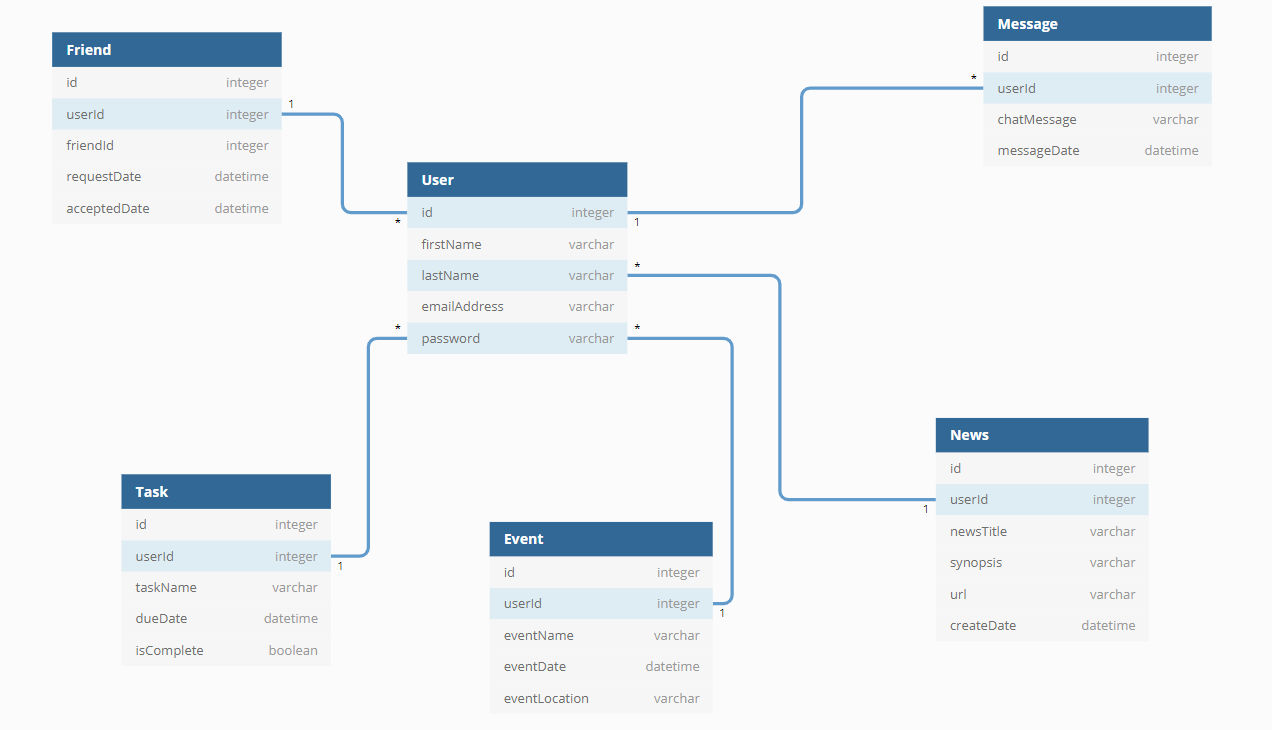 Friend
id integer
userId integer
friendId integer
requestDate datetime
acceptedDate datetime
1
*
Message
id integer
userId integer
chatMessage varchar
messageDate datetime
*
1
User
id integer
firstName varchar
lastName varchar
emailAddress varchar
password varchar
*
*
*
Task
id integer
userId integer
taskName varchar
dueDate datetime
isComplete boolean
1
Event
id integer
userId integer
eventName varchar
eventDate datetime
eventLocation varchar
1
News
id integer
userId integer
newsTitle varchar
synopsis varchar
url varchar
createDate datetime
1